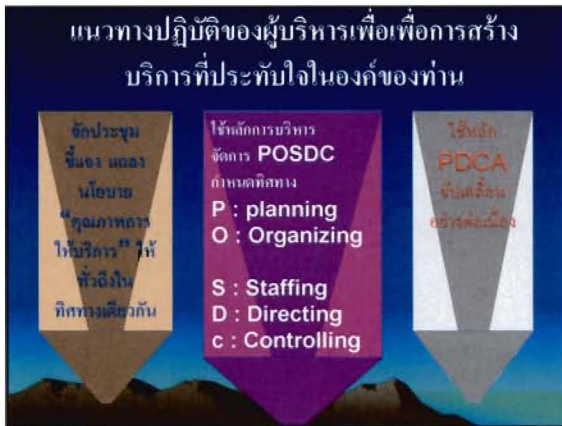 แนวทางปฏิบัติของผู้บริหารเพื่อเพื่อการสร้าง
บริการที่ประทับใจในองค์ของท่าน
จัดประชุม
ชี้แจง แถลง
นโยบาย
“คุณภาพการ
ให้บริการ” ให้
ทั่วถึงใน
ทิศทางเดียวกัน
ใช้หลักการบริหาร
จัดการ POSDC
กำหนดทิศทาง
P : planning
O : Organizing
S : Staffing
D : Directing
c : Controlling
ใช้หลัก
PDCA
ขับเคลื่อน
อย่างต่อเนื่อง